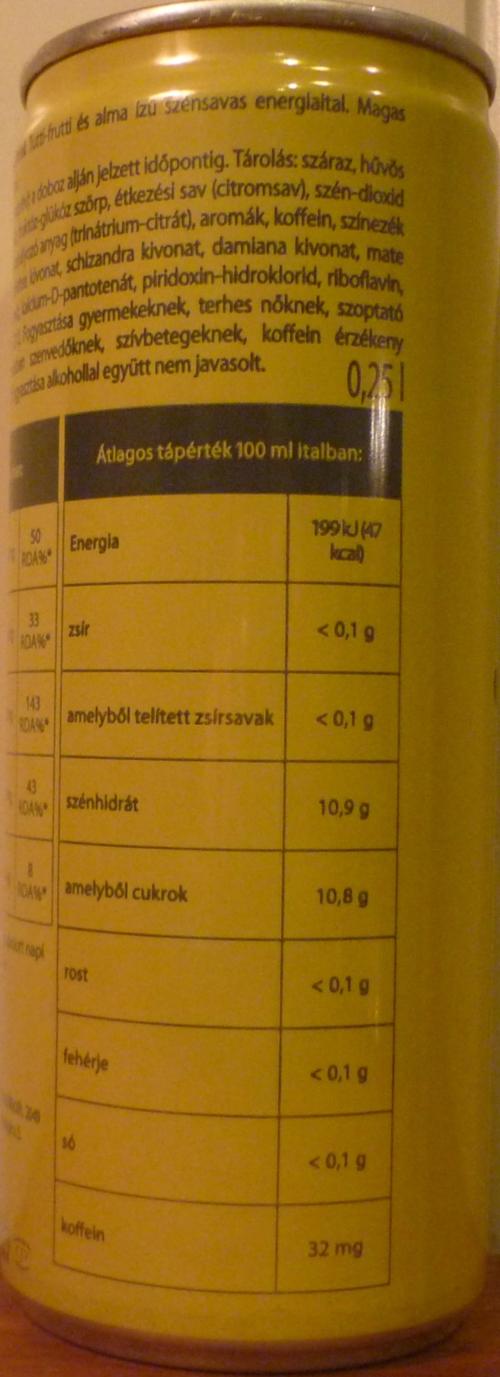 Tutti-frutti és alma ízű szénsavas energiaital. Magas
a doboz alján jelzett időpontig. Tárolás: száraz, hűvös
glükóz szörp, étkezési sav (citromsav), szén-dioxid
anyag (trinátrium-citrát), aromák, koffein, színezék
kivonat, schizandra kivonat, damiana kivonat, mate
kalcium-D-pantotenát, piridoxin-hidroklorid, riboflavin,
Fogyasztása gyermekeknek, terhes nőknek, szoptató
szenvedőknek, szívbetegeknek, koffein érzékeny
alkohollal együtt nem javasolt.
0,25 l
Átlagos tápérték 100 ml italban:
50 RDA%*
Energia 199 kJ (47
kcal)
33 RDA%*
zsír < 0,1 g
143 RDA%*
amelyből telített zsírsavak < 0,1 g
43 RDA%*
szénhidrát 10,9 g
8 RDA%*
amelyből cukrok 10,8 g
napi
rost < 0,1 g
fehérje < 0,1 g
só < 0,1 g
koffein 32 mg